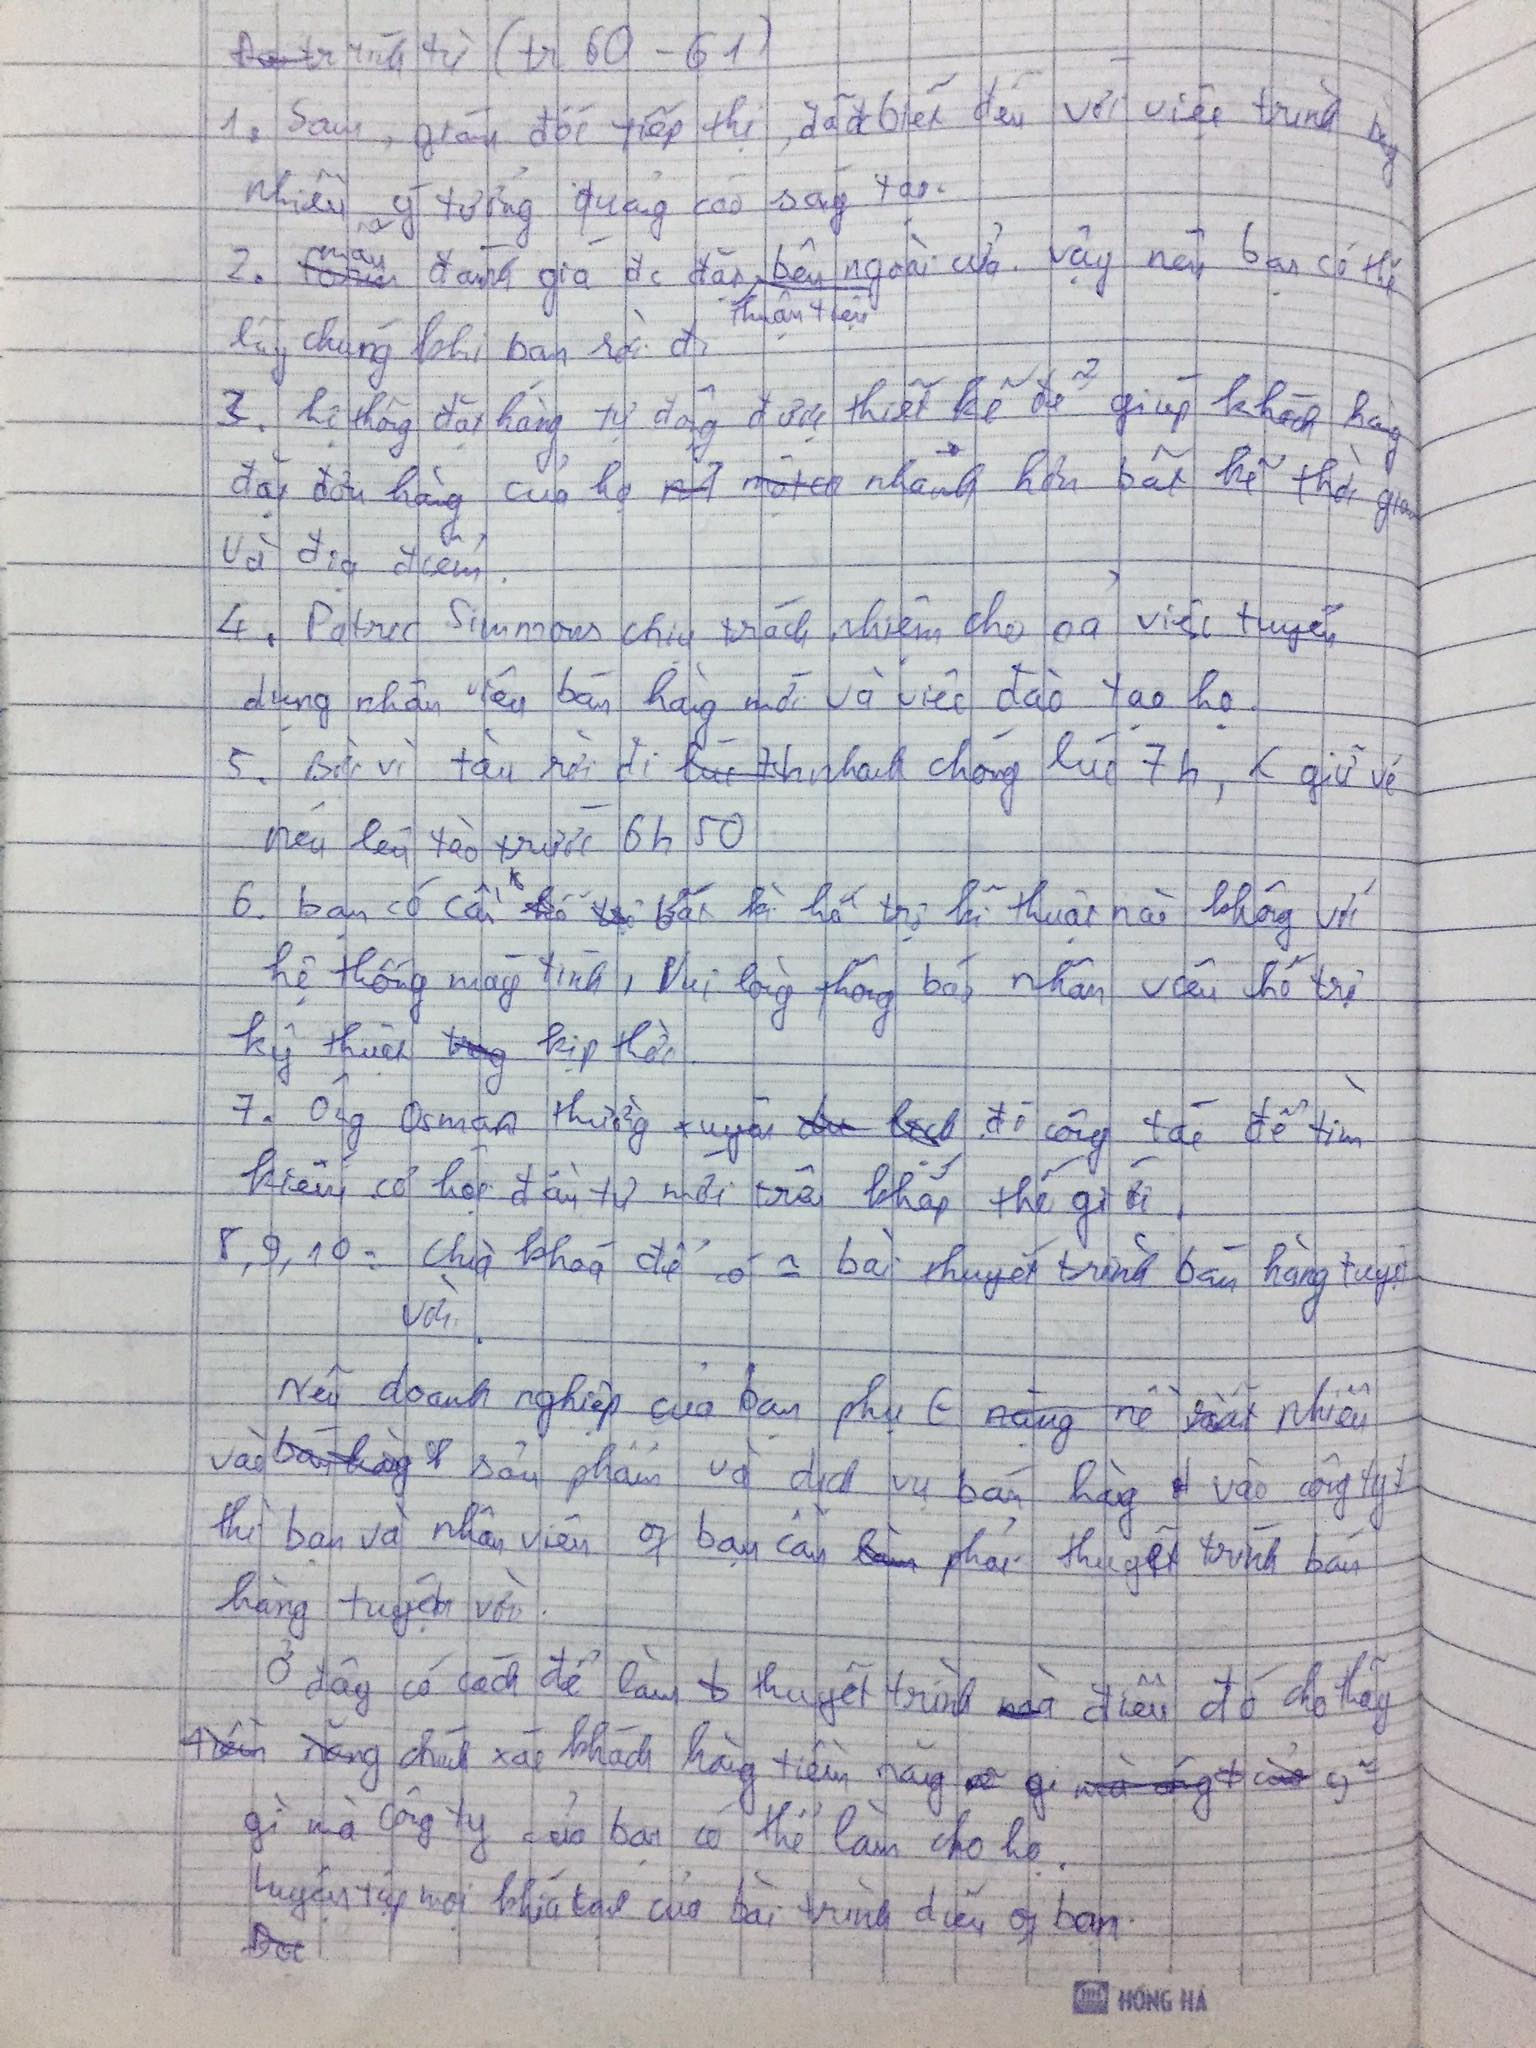 trình tự (tr 60 - 61)
1. Sam, giám đốc tiếp thị, đã biết đến với việc trình bày
nhiều ý tưởng quảng cáo sáng tạo.
2. mẫu đánh giá đc đặt bên ngoài cửa. vậy nên bạn có thể
thuận tiện
lấy chúng khi bạn rời đi
3. hệ thống đặt hàng tự động được thiết kế để giúp khách hàng
đặt đơn hàng của họ nhanh hơn bất kể thời gian
và địa điểm.
4. Patrec Simmons chịu trách nhiệm cho cả việc tuyển
dụng nhân viên bán hàng mới và việc đào tạo họ.
5. Bởi vì tàu rời đi nhanh chóng lúc 7h, giữ vé
nên lên tào trước 6h 50
6. bạn có cần bất kì hỗ trợ kĩ thuật nào không với
hệ thống máy tính, Vui lòng thông báo nhân viên hỗ trợ
kỹ thuật kịp thời.
7. Ông Osman thường xuyên đi công tác để tìm
kiếm cơ hội đầu tư mới trên khắp thế giới.
8, 9, 10: chìa khoá để có bài thuyết trình bán hàng tuyệt
vời.
Nếu doanh nghiệp của bạn phụ nặng nề rất nhiều
vào sản phẩm và dịch vụ bán hàng vào công ty
thì bạn và nhân viên of bạn cần phải thuyết trình bán
hàng tuyệt vời.
Ở đây có cách để làm thuyết trình điều đó cho thấy
chính xác khách hàng tiềm năng
gì mà công ty của bạn có thể làm cho họ.
Luyện tập mọi khía cạnh của bài trình diễn of bạn.
HỒNG HÀ